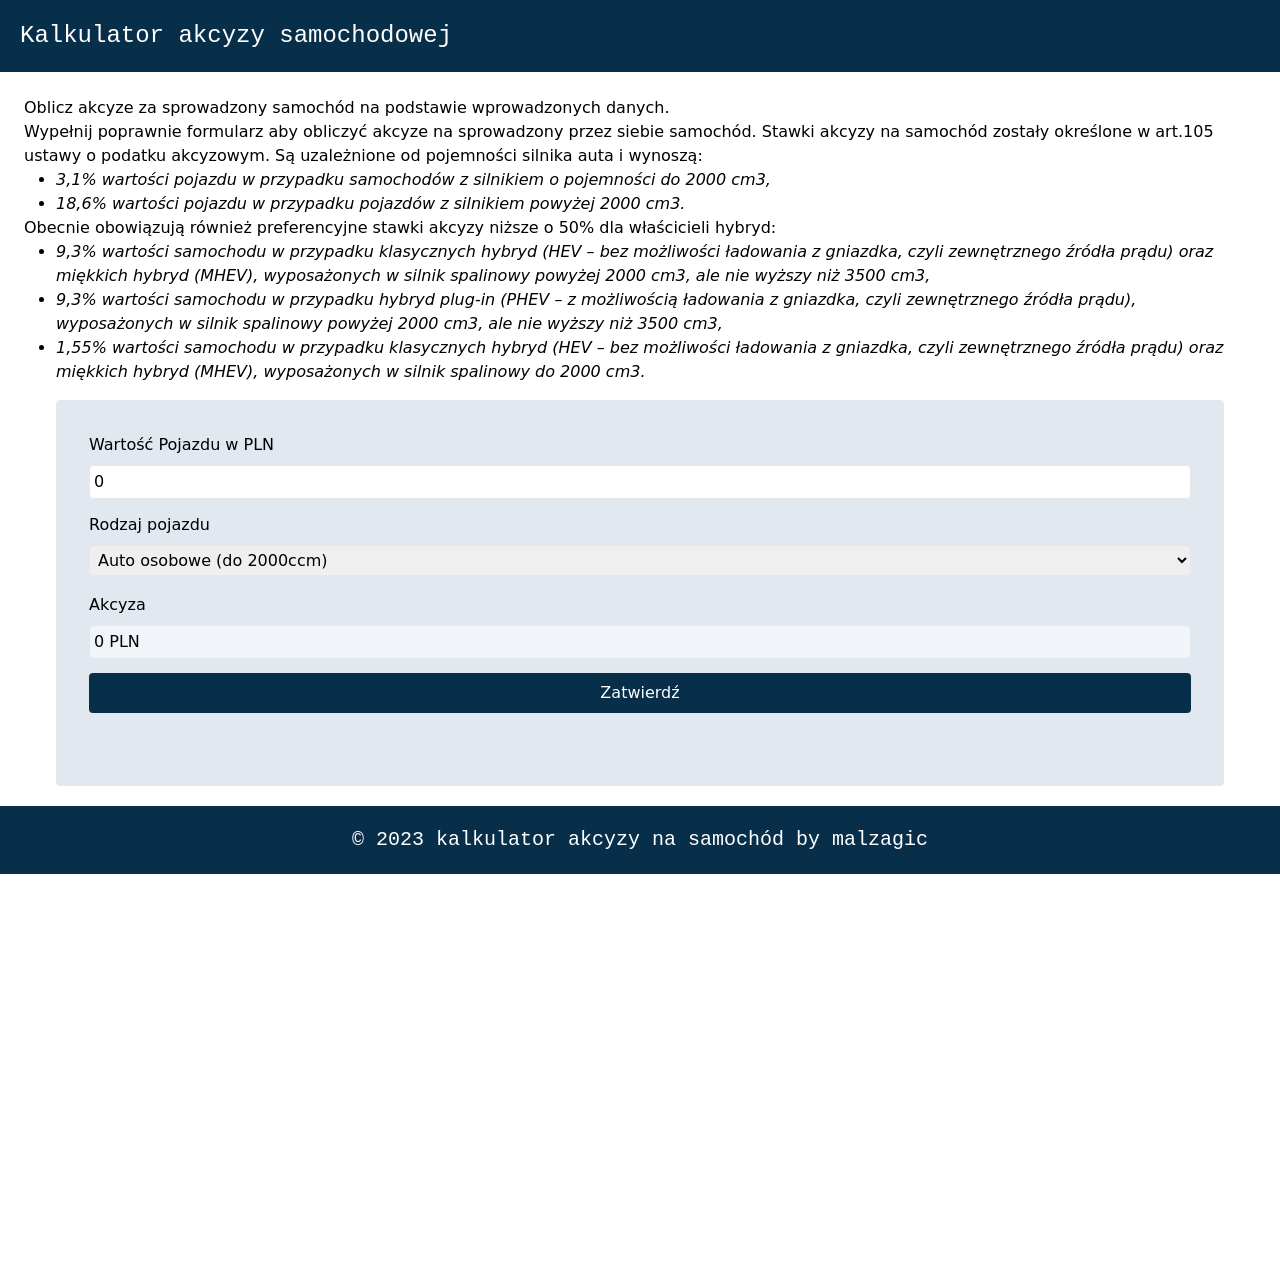 Kalkulator akcyzy samochodowej
Oblicz akcyze za sprowadzony samochód na podstawie wprowadzonych danych.
Wypełnij poprawnie formularz aby obliczyć akcyze na sprowadzony przez siebie samochód. Stawki akcyzy na samochód zostały określone w art.105
ustawy o podatku akcyzowym. Są uzależnione od pojemności silnika auta i wynoszą:
• 3,1% wartości pojazdu w przypadku samochodów z silnikiem o pojemności do 2000 cm3,
• 18,6% wartości pojazdu w przypadku pojazdów z silnikiem powyżej 2000 cm3.
Obecnie obowiązują również preferencyjne stawki akcyzy niższe o 50% dla właścicieli hybryd:
• 9,3% wartości samochodu w przypadku klasycznych hybryd (HEV – bez możliwości ładowania z gniazdka, czyli zewnętrznego źródła prądu) oraz
miękkich hybryd (MHEV), wyposażonych w silnik spalinowy powyżej 2000 cm3, ale nie wyższy niż 3500 cm3,
• 9,3% wartości samochodu w przypadku hybryd plug-in (PHEV – z możliwością ładowania z gniazdka, czyli zewnętrznego źródła prądu),
wyposażonych w silnik spalinowy powyżej 2000 cm3, ale nie wyższy niż 3500 cm3,
• 1,55% wartości samochodu w przypadku klasycznych hybryd (HEV – bez możliwości ładowania z gniazdka, czyli zewnętrznego źródła prądu) oraz
miękkich hybryd (MHEV), wyposażonych w silnik spalinowy do 2000 cm3.
Wartość Pojazdu w PLN
0
Rodzaj pojazdu
Auto osobowe (do 2000ccm)
Akcyza
0 PLN
Zatwierdź
© 2023 kalkulator akcyzy na samochód by malzagic